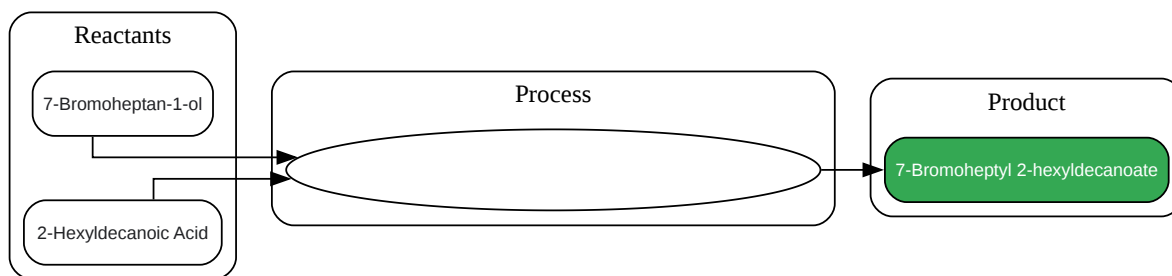 Reactants
7-Bromoheptan-1-ol
2-Hexyldecanoic Acid
Process
Product
7-Bromoheptyl 2-hexyldecanoate